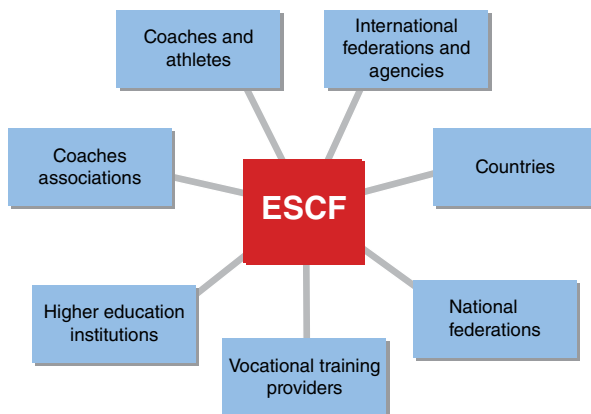 Coaches and
athletes
International
federations and
agencies
Coaches
associations
ESCF
Countries
Higher education
institutions
National
federations
Vocational training
providers